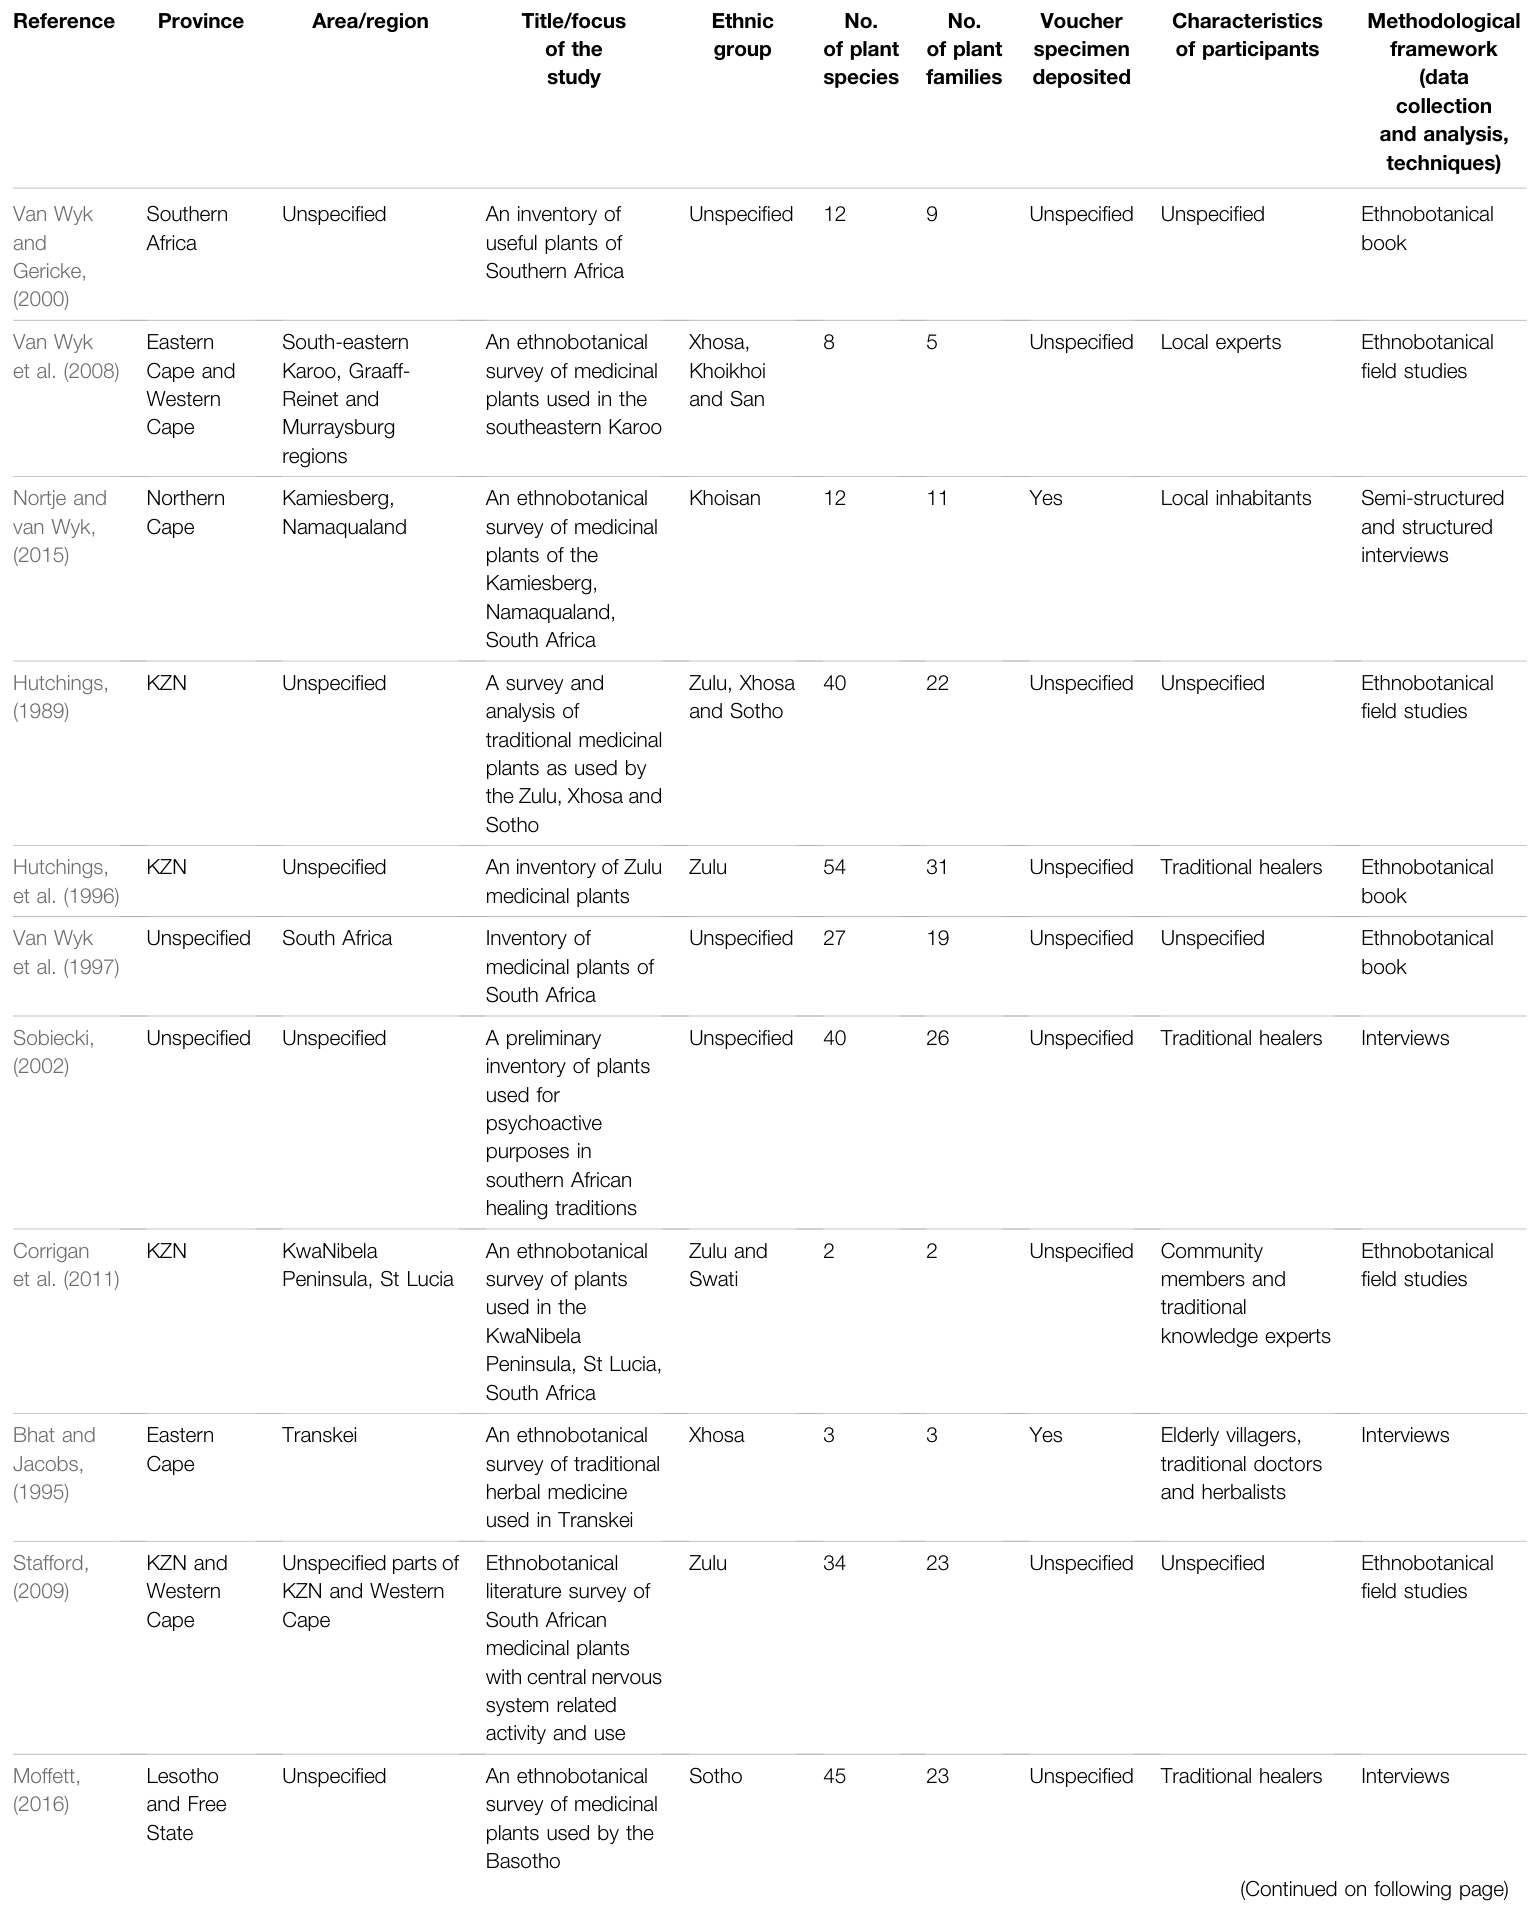 Reference Province Area/region Title/focus of the study Ethnic group No. of plant species No. of plant families Voucher specimen deposited Characteristics of participants Methodological framework (data collection and analysis, techniques)
Van Wyk and Gericke, (2000) Southern Africa Unspecified An inventory of useful plants of Southern Africa Unspecified 12 9 Unspecified Unspecified Ethnobotanical book
Van Wyk et al. (2008) Eastern Cape and Western Cape South-eastern Karoo, Graaff-Reinet and Murraysburg regions An ethnobotanical survey of medicinal plants used in the southeastern Karoo Xhosa, Khoikhoi and San 8 5 Unspecified Local experts Ethnobotanical field studies
Nortje and van Wyk, (2015) Northern Cape Kamiesberg, Namaqualand An ethnobotanical survey of medicinal plants of the Kamiesberg, Namaqualand, South Africa Khoisan 12 11 Yes Local inhabitants Semi-structured and structured interviews
Hutchings, (1989) KZN Unspecified A survey and analysis of traditional medicinal plants as used by the Zulu, Xhosa and Sotho Zulu, Xhosa and Sotho 40 22 Unspecified Unspecified Ethnobotanical field studies
Hutchings, et al. (1996) KZN Unspecified An inventory of Zulu medicinal plants Zulu 54 31 Unspecified Traditional healers Ethnobotanical book
Van Wyk et al. (1997) Unspecified South Africa Inventory of medicinal plants of South Africa Unspecified 27 19 Unspecified Unspecified Ethnobotanical book
Sobiecki, (2002) Unspecified Unspecified A preliminary inventory of plants used for psychoactive purposes in southern African healing traditions Unspecified 40 26 Unspecified Traditional healers Interviews
Corrigan et al. (2011) KZN KwaNibela Peninsula, St Lucia An ethnobotanical survey of plants used in the KwaNibela Peninsula, St Lucia, South Africa Zulu and Swati 2 2 Unspecified Community members and traditional knowledge experts Ethnobotanical field studies
Bhat and Jacobs, (1995) Eastern Cape Transkei An ethnobotanical survey of traditional herbal medicine used in Transkei Xhosa 3 3 Yes Elderly villagers, traditional doctors and herbalists Interviews
Stafford, (2009) KZN and Western Cape Unspecified parts of KZN and Western Cape Ethnobotanical literature survey of South African medicinal plants with central nervous system related activity and use Zulu 34 23 Unspecified Unspecified Ethnobotanical field studies
Moffett, (2016) Lesotho and Free State Unspecified An ethnobotanical survey of medicinal plants used by the Basotho Sotho 45 23 Unspecified Traditional healers Interviews
(Continued on following page)